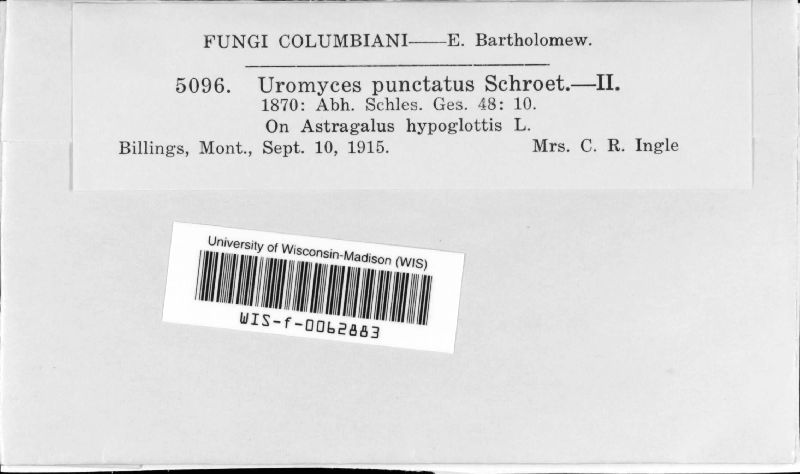 FUNGI COLUMBIANI——E. Bartholomew.
5096. Uromyces punctatus Schroet.—II.
1870: Abh. Schles. Ges. 48: 10.
On Astragalus hypoglottis L.
Billings, Mont., Sept. 10, 1915. Mrs. C. R. Ingle
University of Wisconsin-Madison (WIS)
WIS-f-0062883